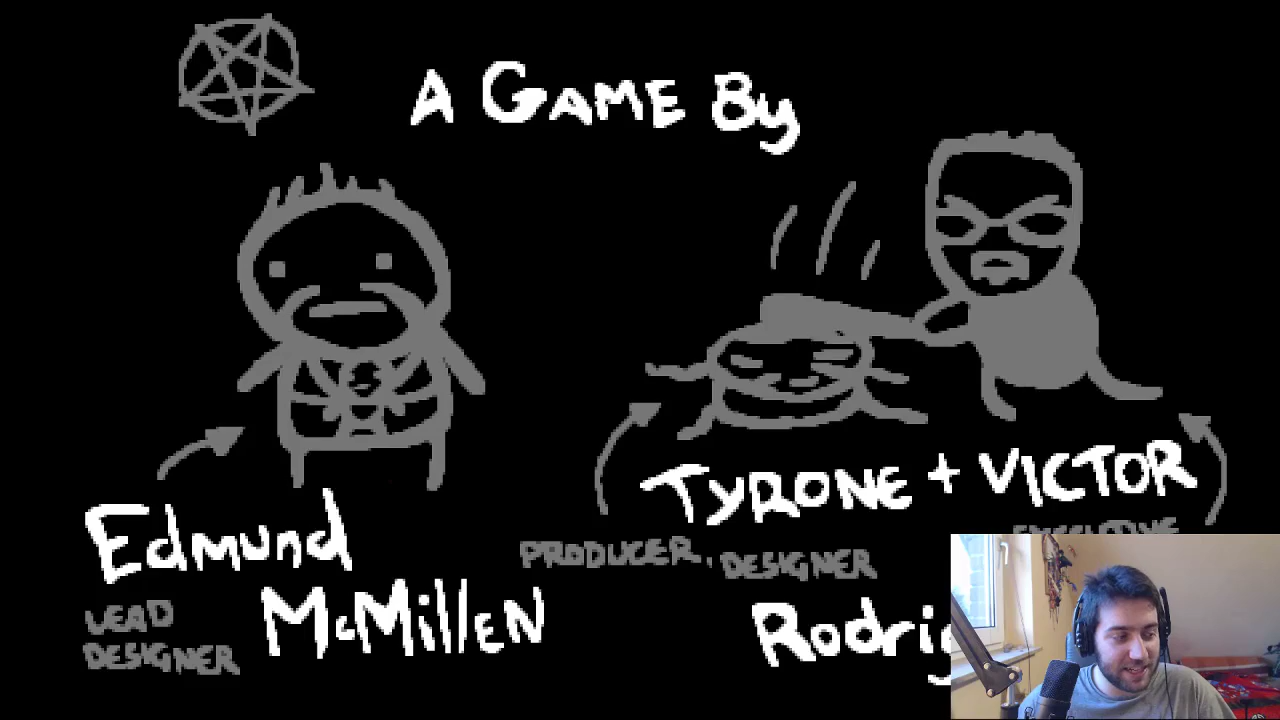 A GAME By
TYRONE + VICTOR
Edmund
PRODUCER, DESIGNER
LEAD DESIGNER
McMillEN